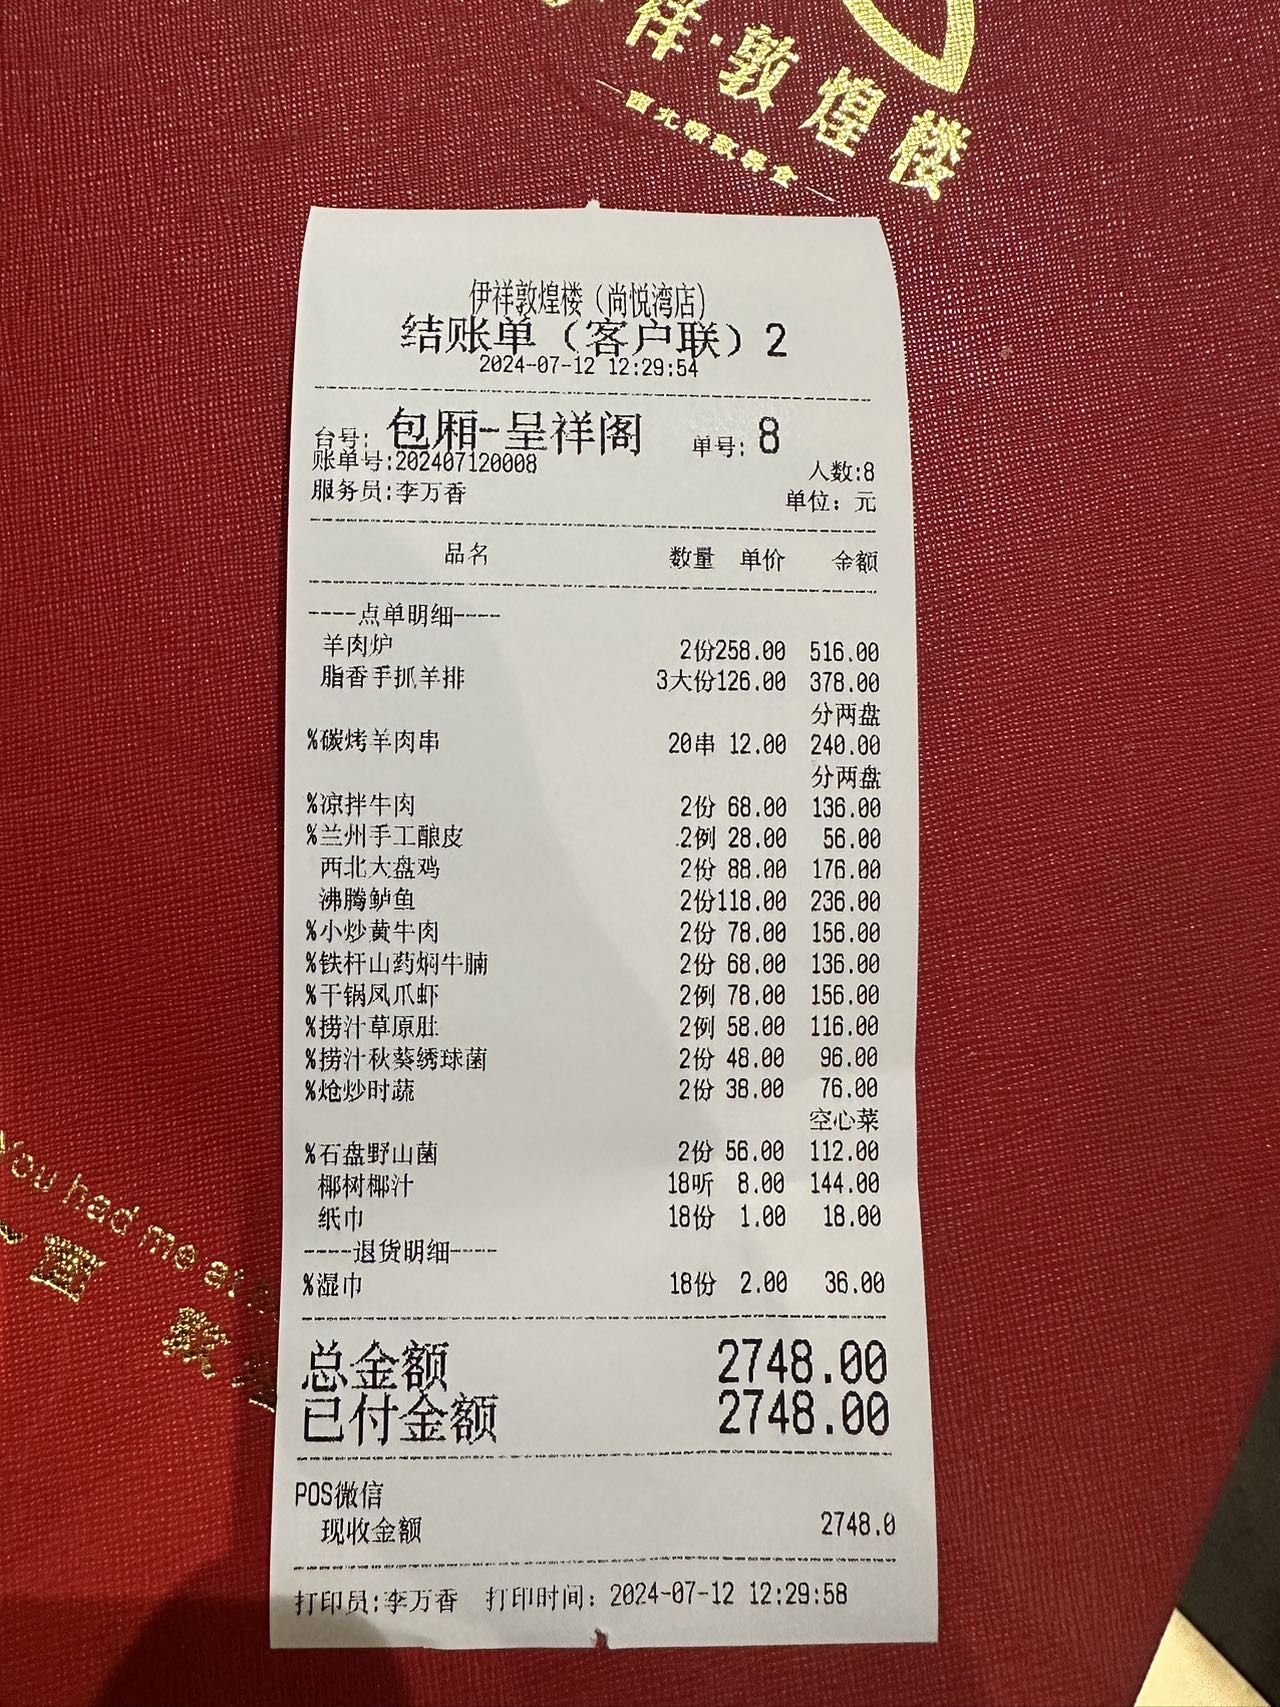 祥·敦煌楼
伊祥敦煌楼（尚悦湾店）
结账单（客户联）2
2024-07-12 12:29:54
台号: 包厢-呈祥阁 单号: 8
账单号:202407120008 人数:8
服务员:李万香 单位: 元
品名 数量 单价 金额
----点单明细----
羊肉炉 2份258.00 516.00
脂香手抓羊排 3大份126.00 378.00
分两盘
%碳烤羊肉串 20串 12.00 240.00
分两盘
%凉拌牛肉 2份 68.00 136.00
%兰州手工酿皮 2例 28.00 56.00
西北大盘鸡 2份 88.00 176.00
沸腾鲈鱼 2份118.00 236.00
%小炒黄牛肉 2份 78.00 156.00
%铁杆山药焖牛腩 2份 68.00 136.00
%干锅凤爪虾 2例 78.00 156.00
%捞汁草原肚 2例 58.00 116.00
%捞汁秋葵绣球菌 2份 48.00 96.00
%炝炒时蔬 2份 38.00 76.00
空心菜
%石盘野山菌 2份 56.00 112.00
椰树椰汁 18听 8.00 144.00
纸巾 18份 1.00 18.00
----退货明细----
%湿巾 18份 2.00 36.00
总金额 2748.00
已付金额 2748.00
POS微信
现收金额 2748.0
打印员:李万香 打印时间: 2024-07-12 12:29:58
You had me at